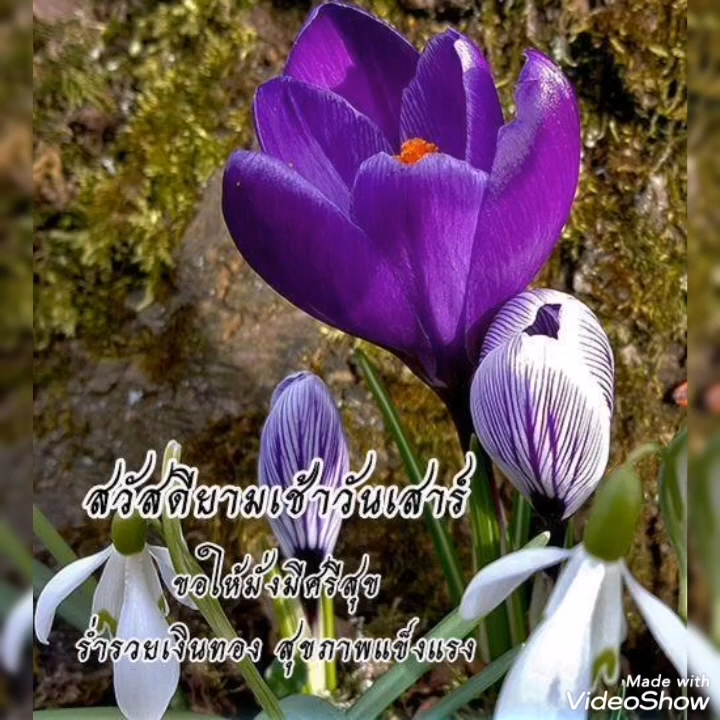 สวัสดียามเช้าวันเสาร์
ขอให้มั่งมีศรีสุข
ร่ำรวยเงินทอง สุขภาพแข็งแรง
Made with
VideoShow